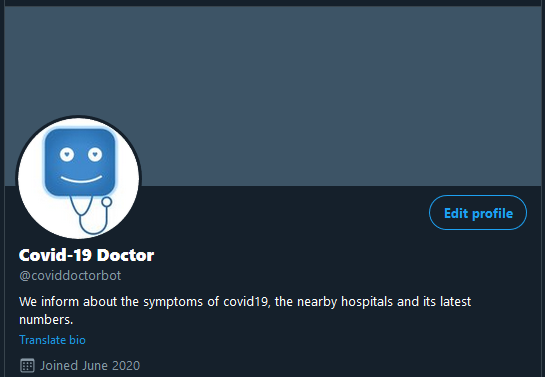 Edit profile
Covid-19 Doctor
@coviddoctorbot
We inform about the symptoms of covid19, the nearby hospitals and its latest
numbers.
Translate bio
Joined June 2020